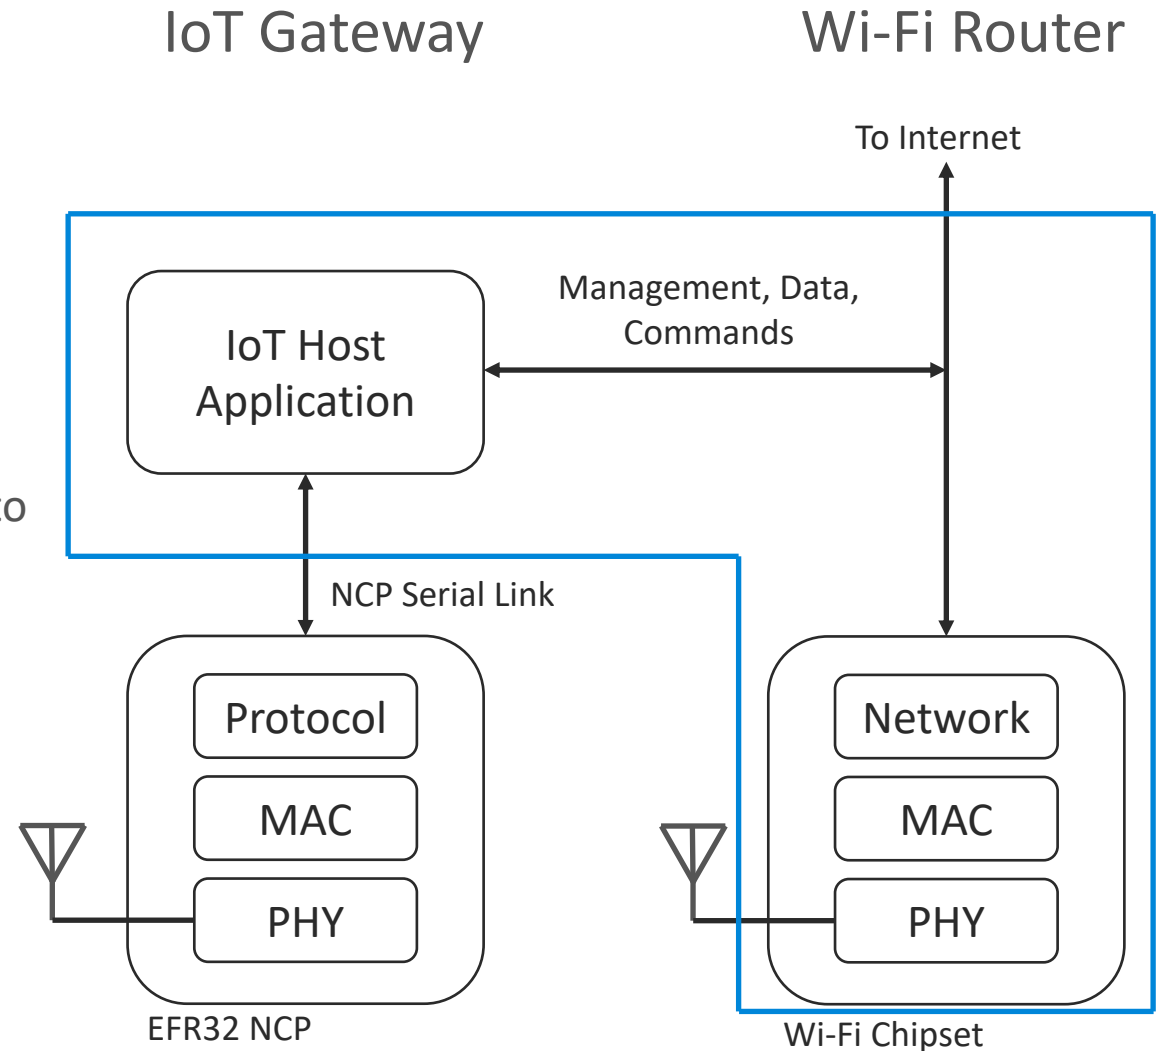 IoT Gateway
Wi-Fi Router
To Internet
Management, Data,
Commands
IoT Host
Application
NCP Serial Link
Protocol
MAC
PHY
EFR32 NCP
Network
MAC
PHY
Wi-Fi Chipset